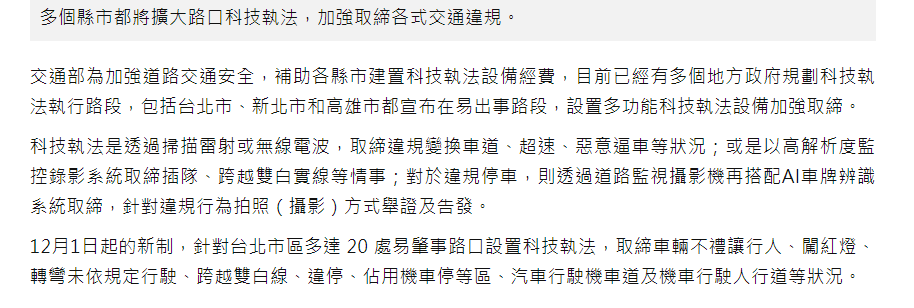 多個縣市都將擴大路口科技執法，加強取締各式交通違規。
交通部為加強道路交通安全，補助各縣市建置科技執法設備經費，目前已經有多個地方政府規劃科技執
法執行路段，包括台北市、新北市和高雄市都宣布在易出事路段，設置多功能科技執法設備加強取締。
科技執法是透過掃描雷射或無線電波，取締違規變換車道、超速、惡意逼車等狀況；或是以高解析度監
控錄影系統取締插隊、跨越雙白實線等情事；對於違規停車，則透過道路監視攝影機再搭配AI車牌辨識
系統取締，針對違規行為拍照（攝影）方式舉證及告發。
12月1日起的新制，針對台北市區多達 20 處易肇事路口設置科技執法，取締車輛不禮讓行人、闖紅燈、
轉彎未依規定行駛、跨越雙白線、違停、佔用機車停等區、汽車行駛機車道及機車行駛人行道等狀況。